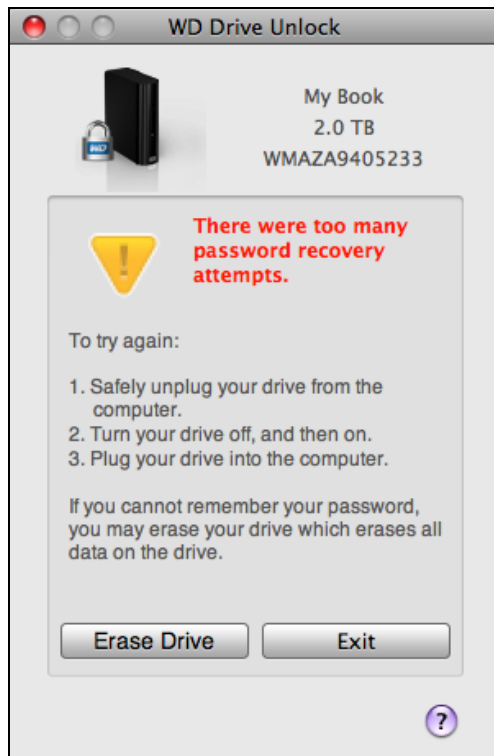 WD Drive Unlock
My Book
2.0 TB
WMAZA9405233
WD
There were too many
password recovery
attempts.
To try again:
1. Safely unplug your drive from the
computer.
2. Turn your drive off, and then on.
3. Plug your drive into the computer.
If you cannot remember your password,
you may erase your drive which erases all
data on the drive.
Erase Drive
Exit
?